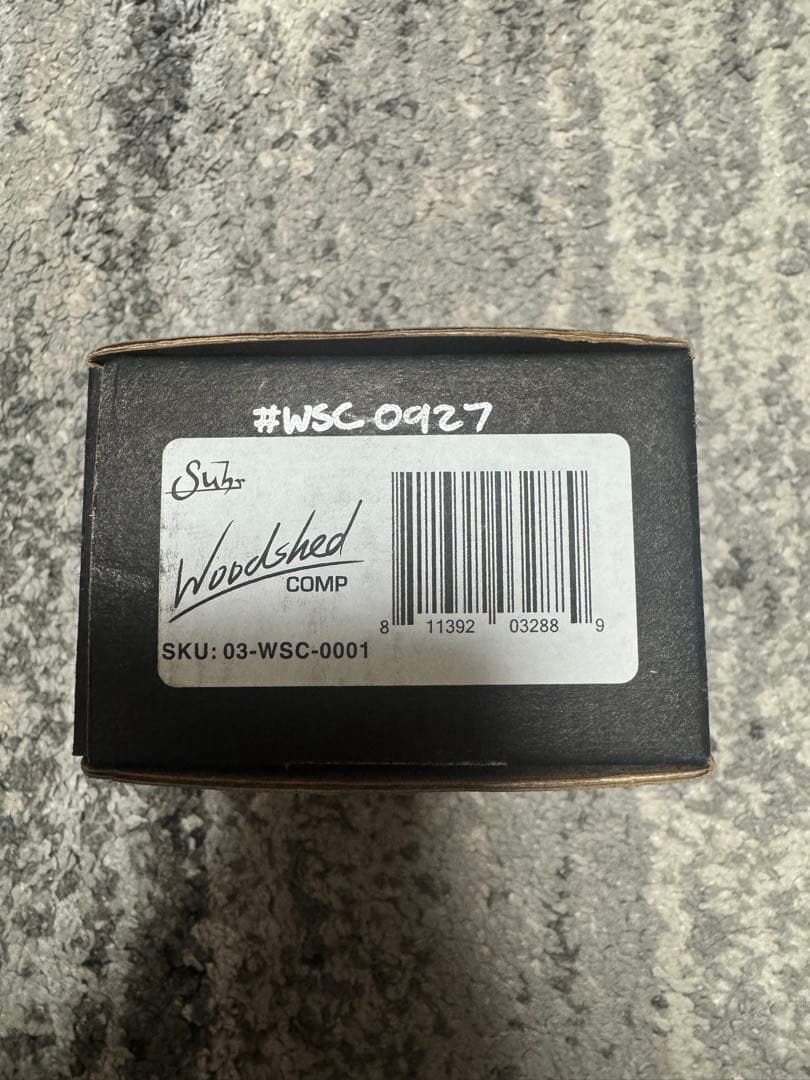 #WSC-0927
Suhr
Woodshed
COMP
8 11392 03288 9
SKU: 03-WSC-0001